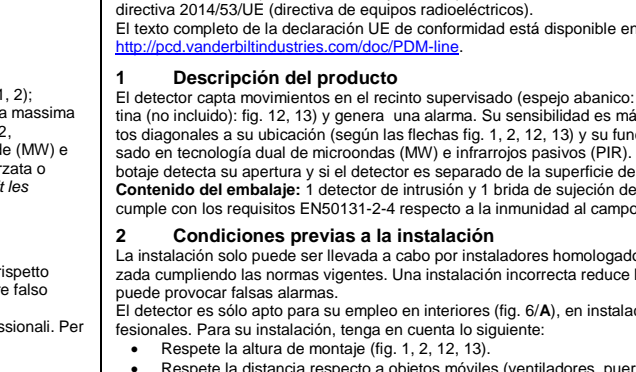 1, 2);
a massima
2,
le (MW) e
rzata o
t les
rispetto
re falso
ssionali. Per
directiva 2014/53/UE (directiva de equipos radioeléctricos).
El texto completo de la declaración UE de conformidad está disponible en
http://pcd.vanderbiltindustries.com/doc/PDM-line.
1 Descripción del producto
El detector capta movimientos en el recinto supervisado (espejo abanico:
tina (no incluido): fig. 12, 13) y genera una alarma. Su sensibilidad es má
tos diagonales a su ubicación (según las flechas fig. 1, 2, 12, 13) y su func
sado en tecnología dual de microondas (MW) e infrarrojos pasivos (PIR).
botaje detecta su apertura y si el detector es separado de la superficie de
Contenido del embalaje: 1 detector de intrusión y 1 brida de sujeción de
cumple con los requisitos EN50131-2-4 respecto a la inmunidad al campo
2 Condiciones previas a la instalación
La instalación solo puede ser llevada a cabo por instaladores homologado
zada cumpliendo las normas vigentes. Una instalación incorrecta reduce l
puede provocar falsas alarmas.
El detector es sólo apto para su empleo en interiores (fig. 6/A), en instalac
fesionales. Para su instalación, tenga en cuenta lo siguiente:
• Respete la altura de montaje (fig. 1, 2, 12, 13).
• Respete la distancia respecto a objetos móviles (ventiladores, puer